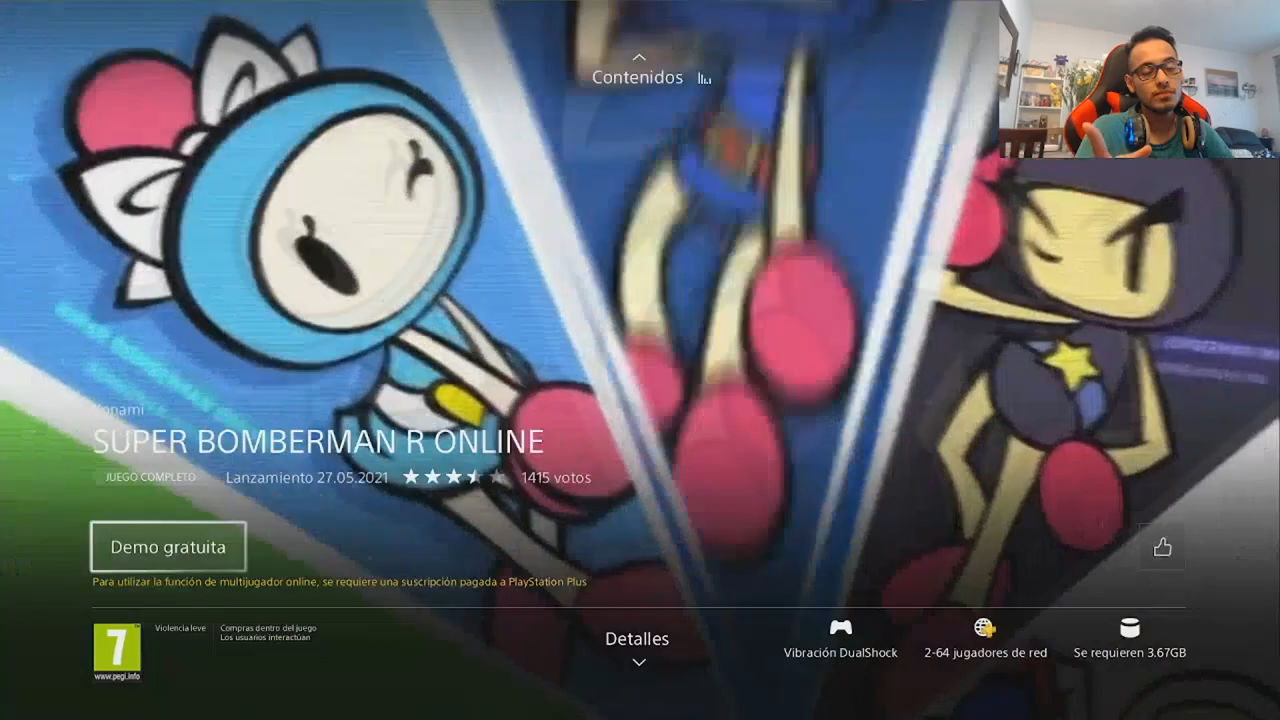 Contenidos
Konami
SUPER BOMBERMAN R ONLINE
JUEGO COMPLETO Lanzamiento 27.05.2021 1415 votos
Demo gratuita
Para utilizar la función de multijugador online, se requiere una suscripción pagada a PlayStation Plus
7
www.pegi.info
Violencia leve
Compras dentro del juego
Los usuarios interactúan
Detalles
Vibración DualShock
2-64 jugadores de red
Se requieren 3.67GB